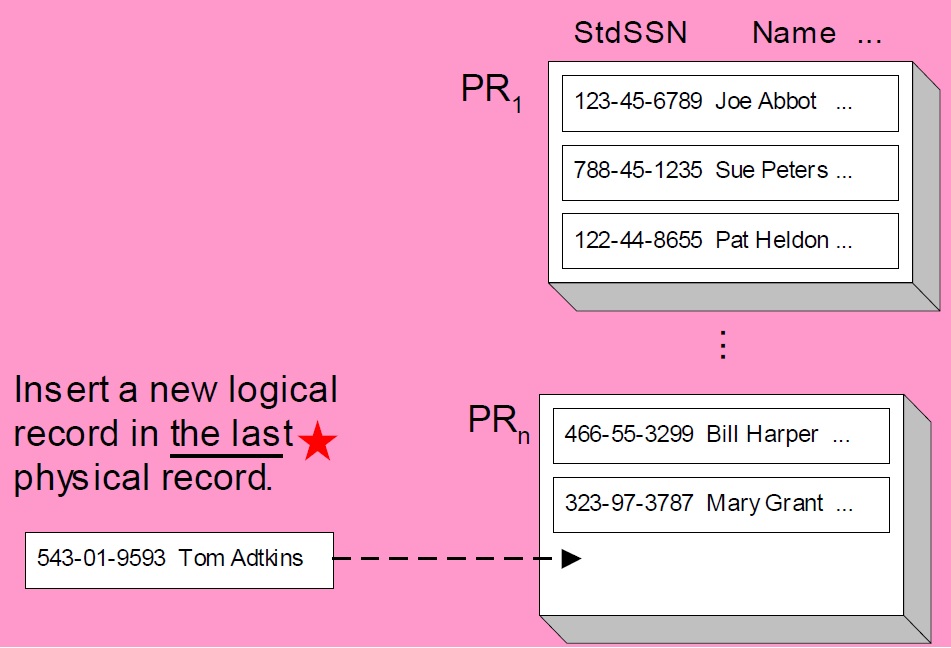 StdSSN Name ...
PR1
123-45-6789 Joe Abbot ...
788-45-1235 Sue Peters ...
122-44-8655 Pat Heldon ...
⋮
Insert a new logical
record in the last
physical record.
543-01-9593 Tom Adtkins
PRn
466-55-3299 Bill Harper ...
323-97-3787 Mary Grant ...